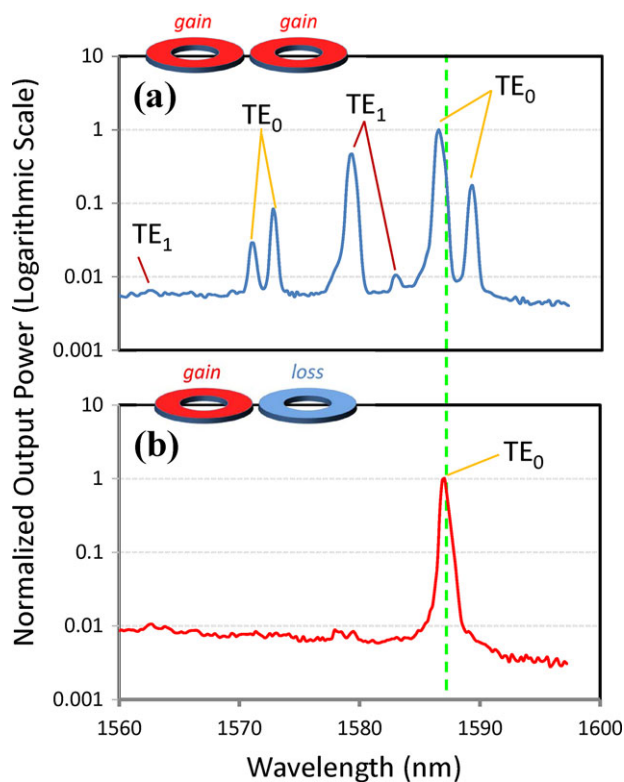 gain gain
10
(a)
TE0 TE1 TE0
1
0.1
TE1
0.01
0.001
gain loss
10
(b)
TE0
1
0.1
0.01
0.001
1560 1570 1580 1590 1600
Wavelength (nm)
Normalized Output Power (Logarithmic Scale)